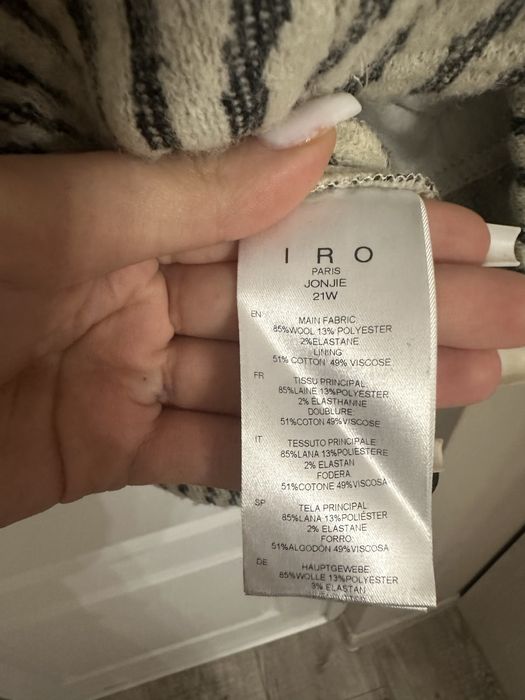 IRO
PARIS
JONJIE
21W
EN
MAIN FABRIC
85%WOOL 13% POLYESTER
2%ELASTANE
LINING
51% COTTON 49% VISCOSE
FR
TISSU PRINCIPAL
85%LAINE 13%POLYESTER
2% ELASTHANNE
DOUBLURE
51%COTON 49%VISCOSE
IT
TESSUTO PRINCIPALE
85%LANA 13%POLIESTERE
2% ELASTAN
FODERA
51%COTONE 49%VISCOSA
SP
TELA PRINCIPAL
85%LANA 13%POLIÉSTER
2% ELASTAN
FORRO
51%ALGODÓN 49%VISCOSA
DE
HAUPTGEWEBE
85%WOLLE 13%POLYESTER
ELASTAN